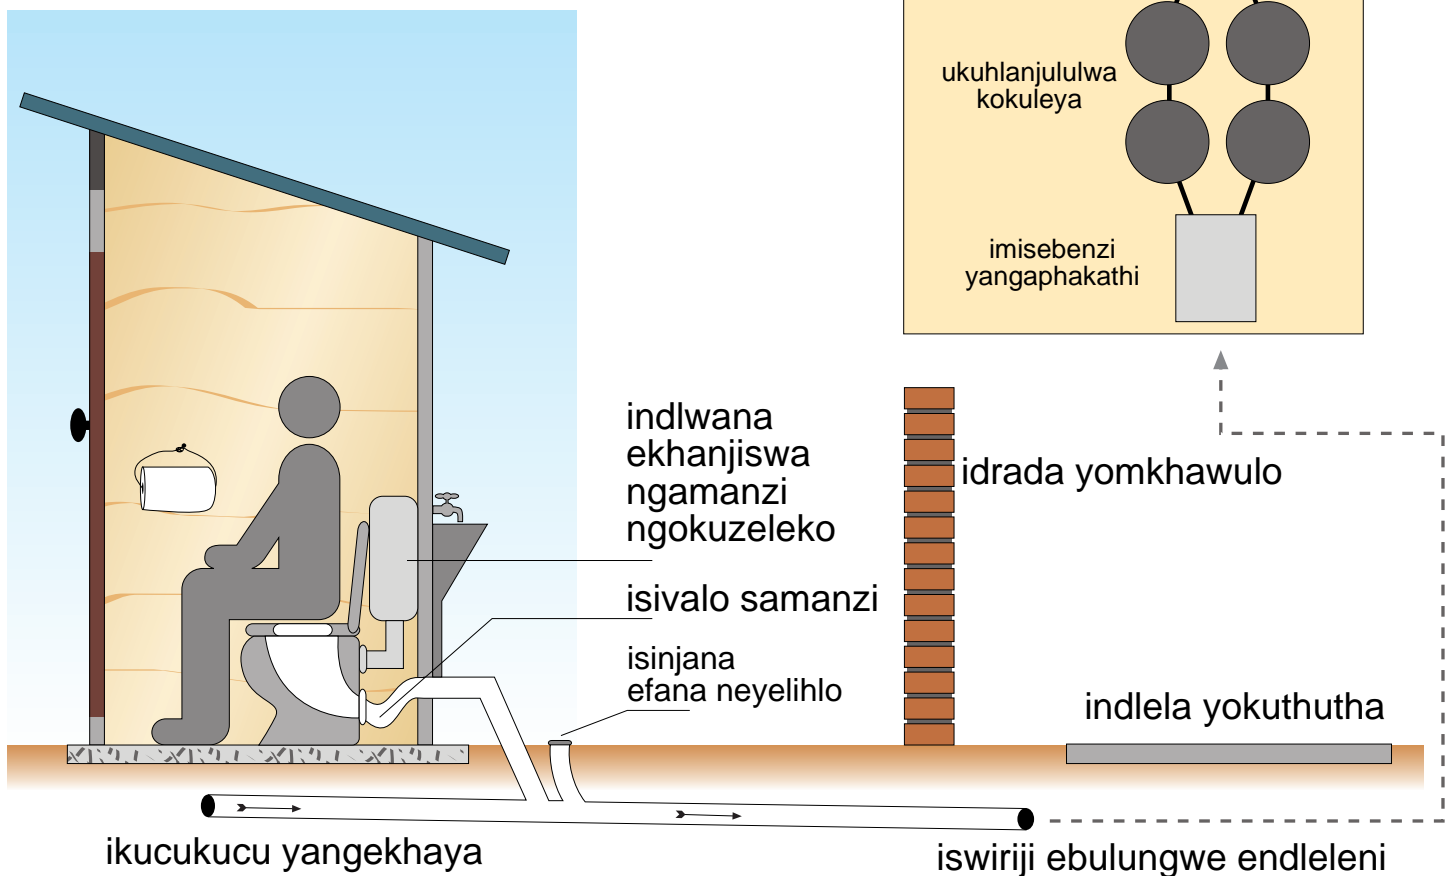 ukuhlanjululwa
kokuleya
imisebenzi
yangaphakathi
indlwana
ekhanjiswa
ngamanzi
ngokuzeleko
idrada yomkhawulo
isivalo samanzi
isinjana
efana neyelihlo
indlela yokuthutha
ikucukucu yangekhaya
iswiriji ebulungwe endleleni